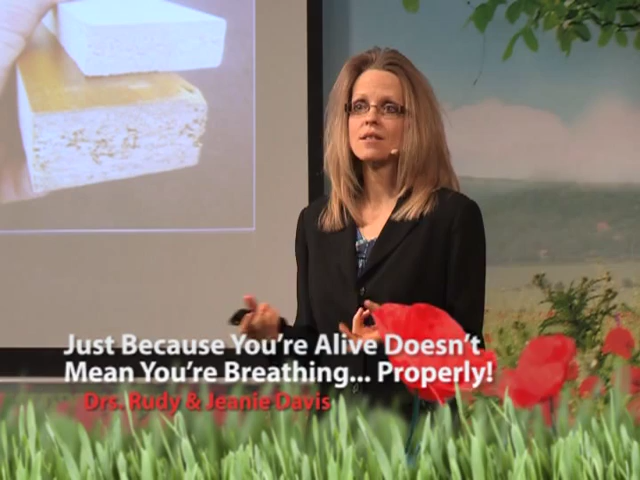 Just Because You're Alive Doesn't
Mean You're Breathing... Properly!
Drs. Rudy & Jeanie Davis